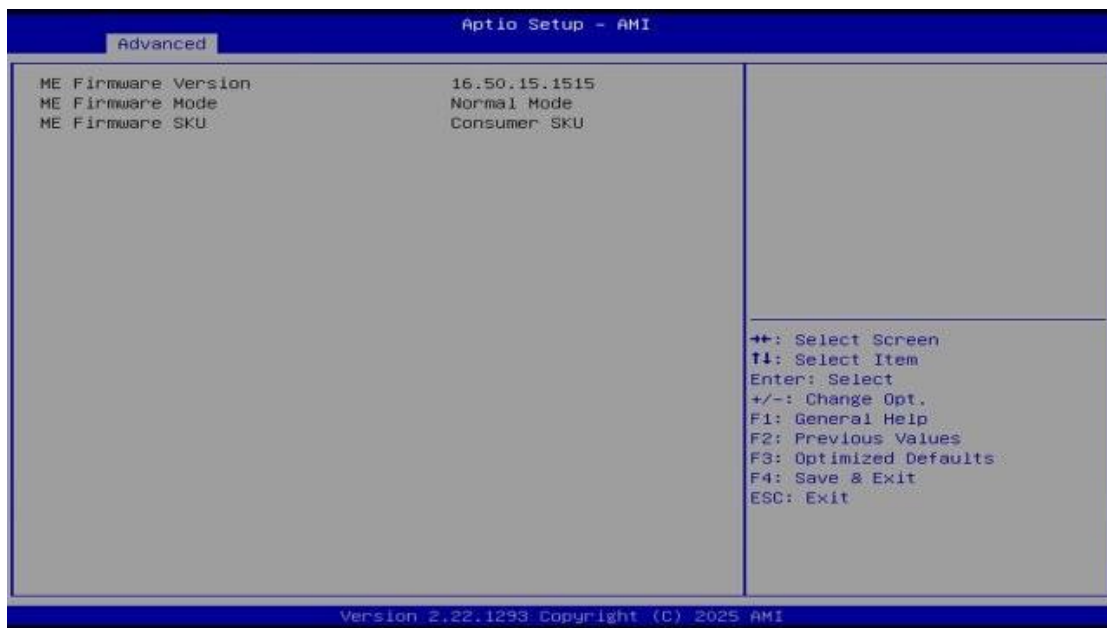 Aptio Setup - AMI
Advanced
ME Firmware Version 16.50.15.1515
ME Firmware Mode Normal Mode
ME Firmware SKU Consumer SKU
→←: Select Screen
↑↓: Select Item
Enter: Select
+/-: Change Opt.
F1: General Help
F2: Previous Values
F3: Optimized Defaults
F4: Save & Exit
ESC: Exit
Version 2.22.1293 Copyright (C) 2025 AMI